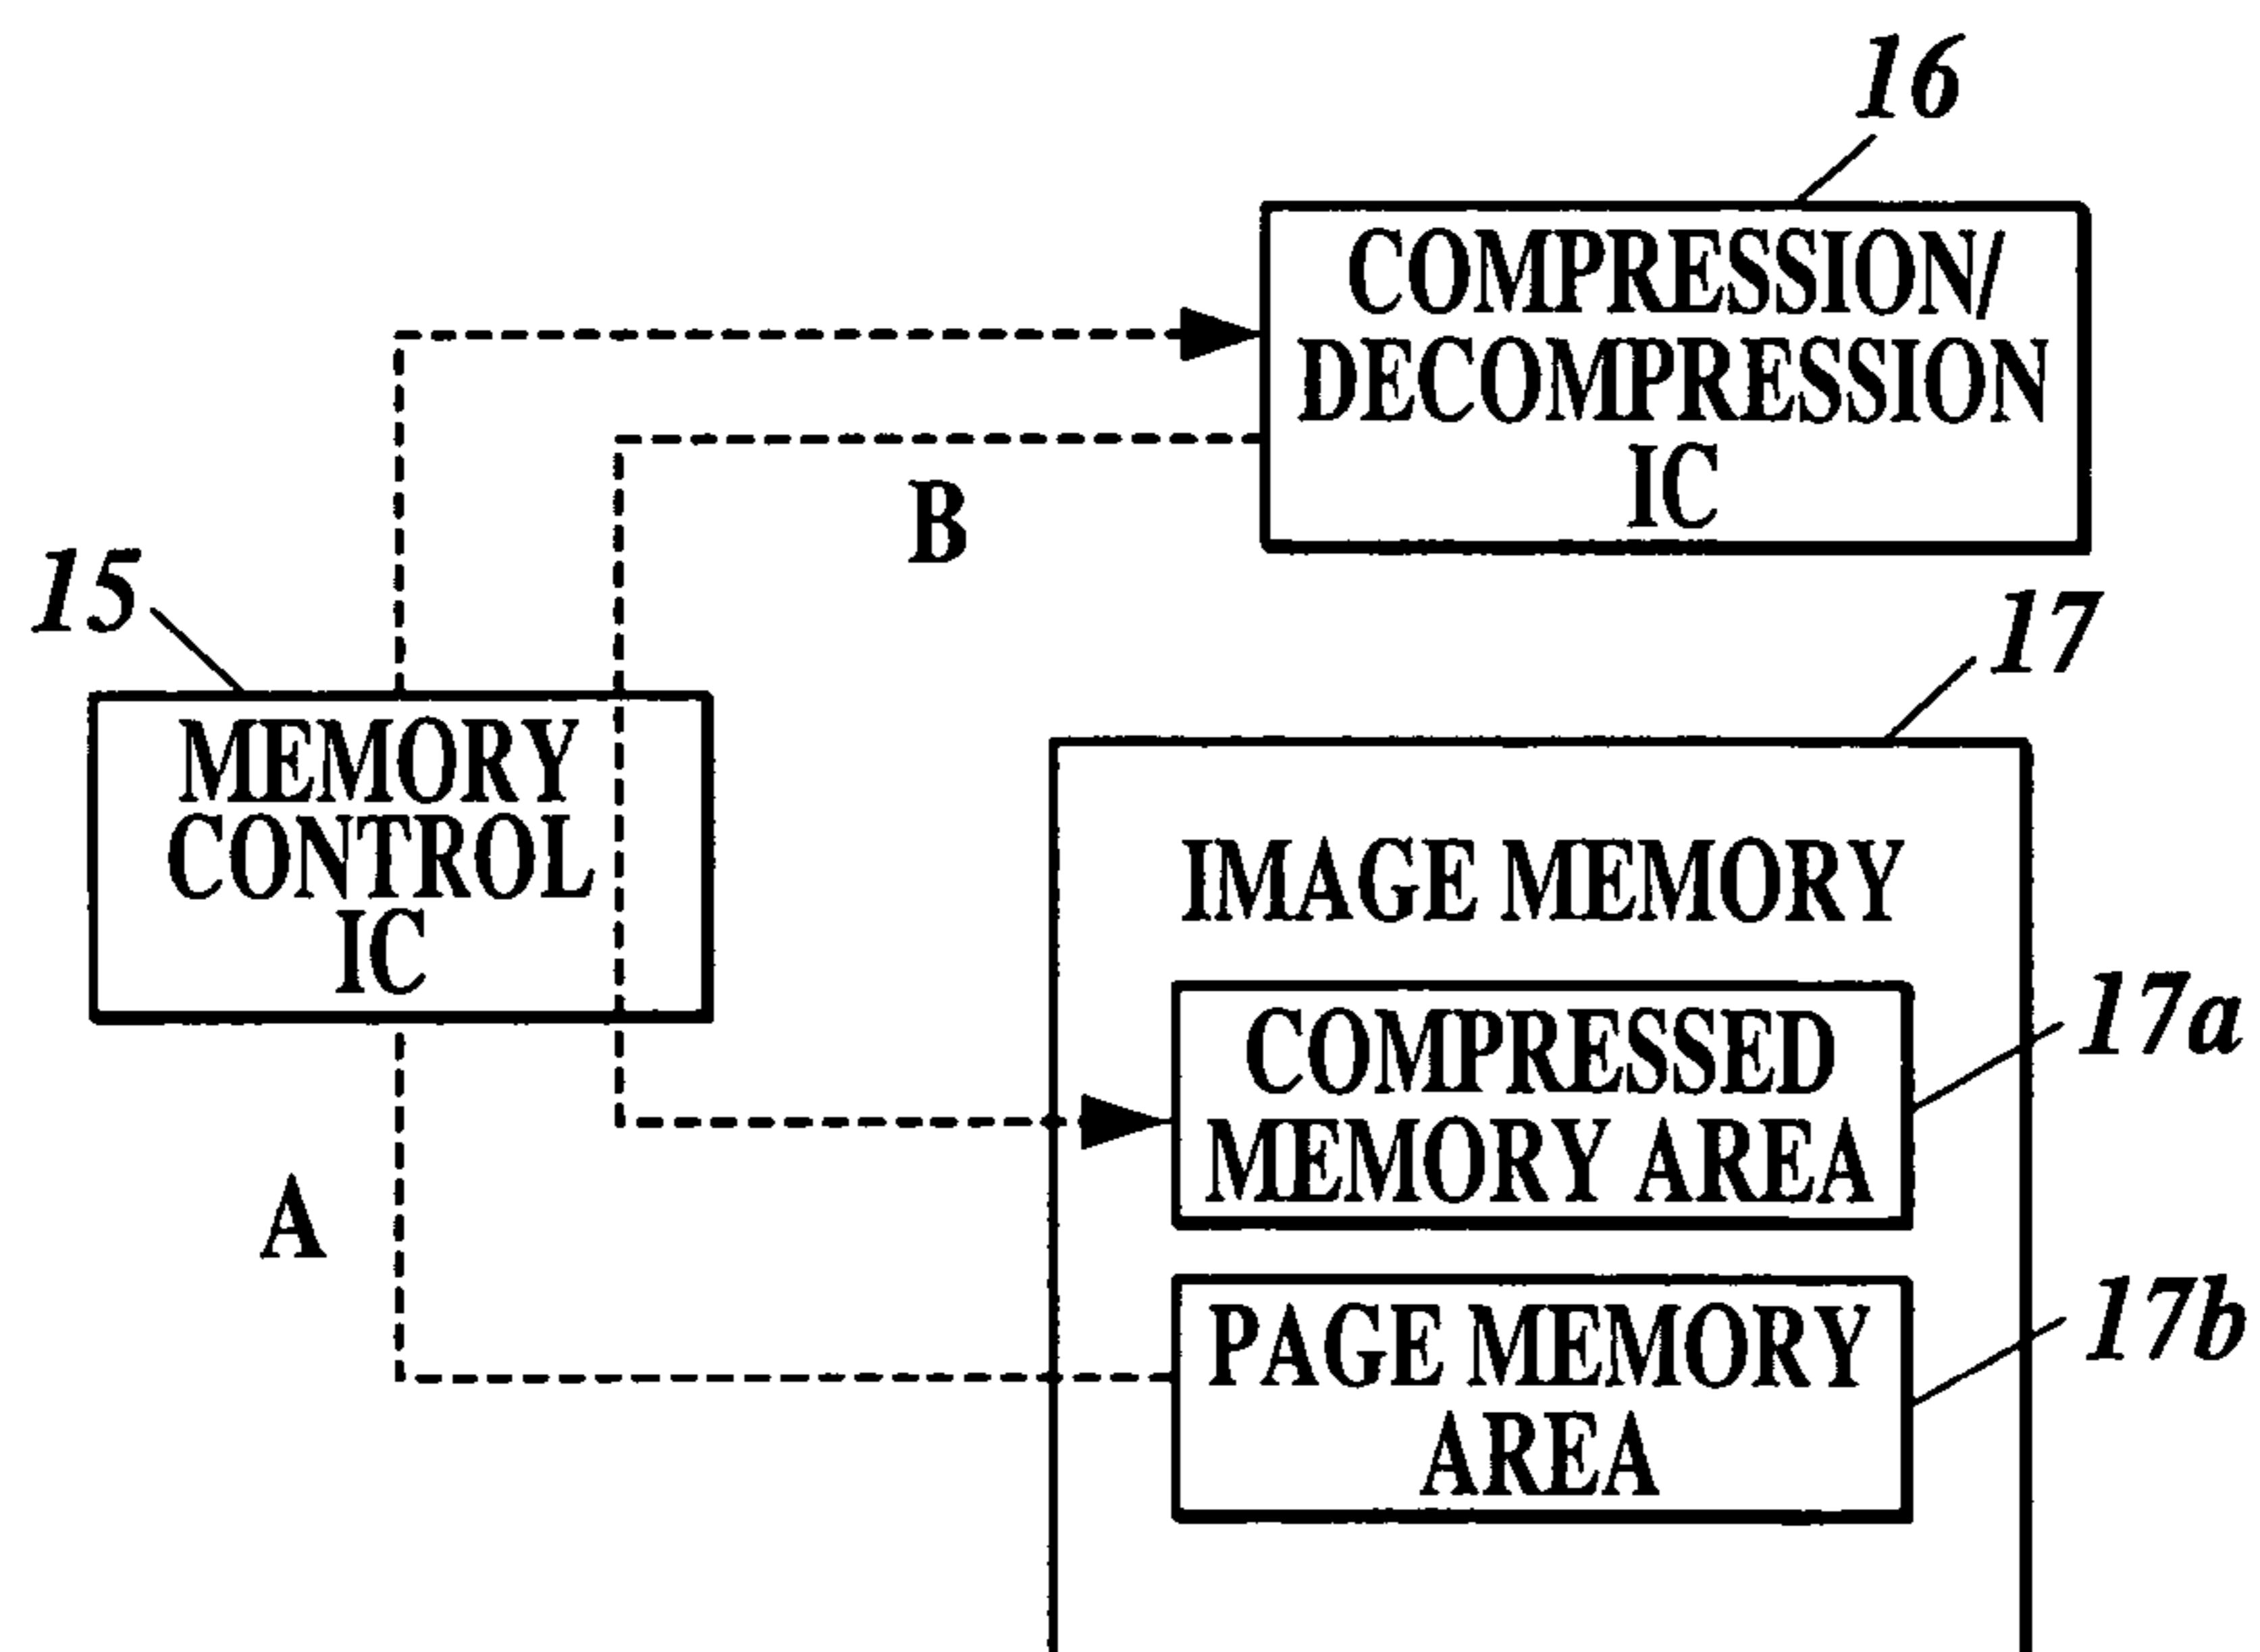 16
COMPRESSION/
DECOMPRESSION
IC
B
15
17
MEMORY
CONTROL
IC
IMAGE MEMORY
17a
COMPRESSED
MEMORY AREA
A
17b
PAGE MEMORY
AREA